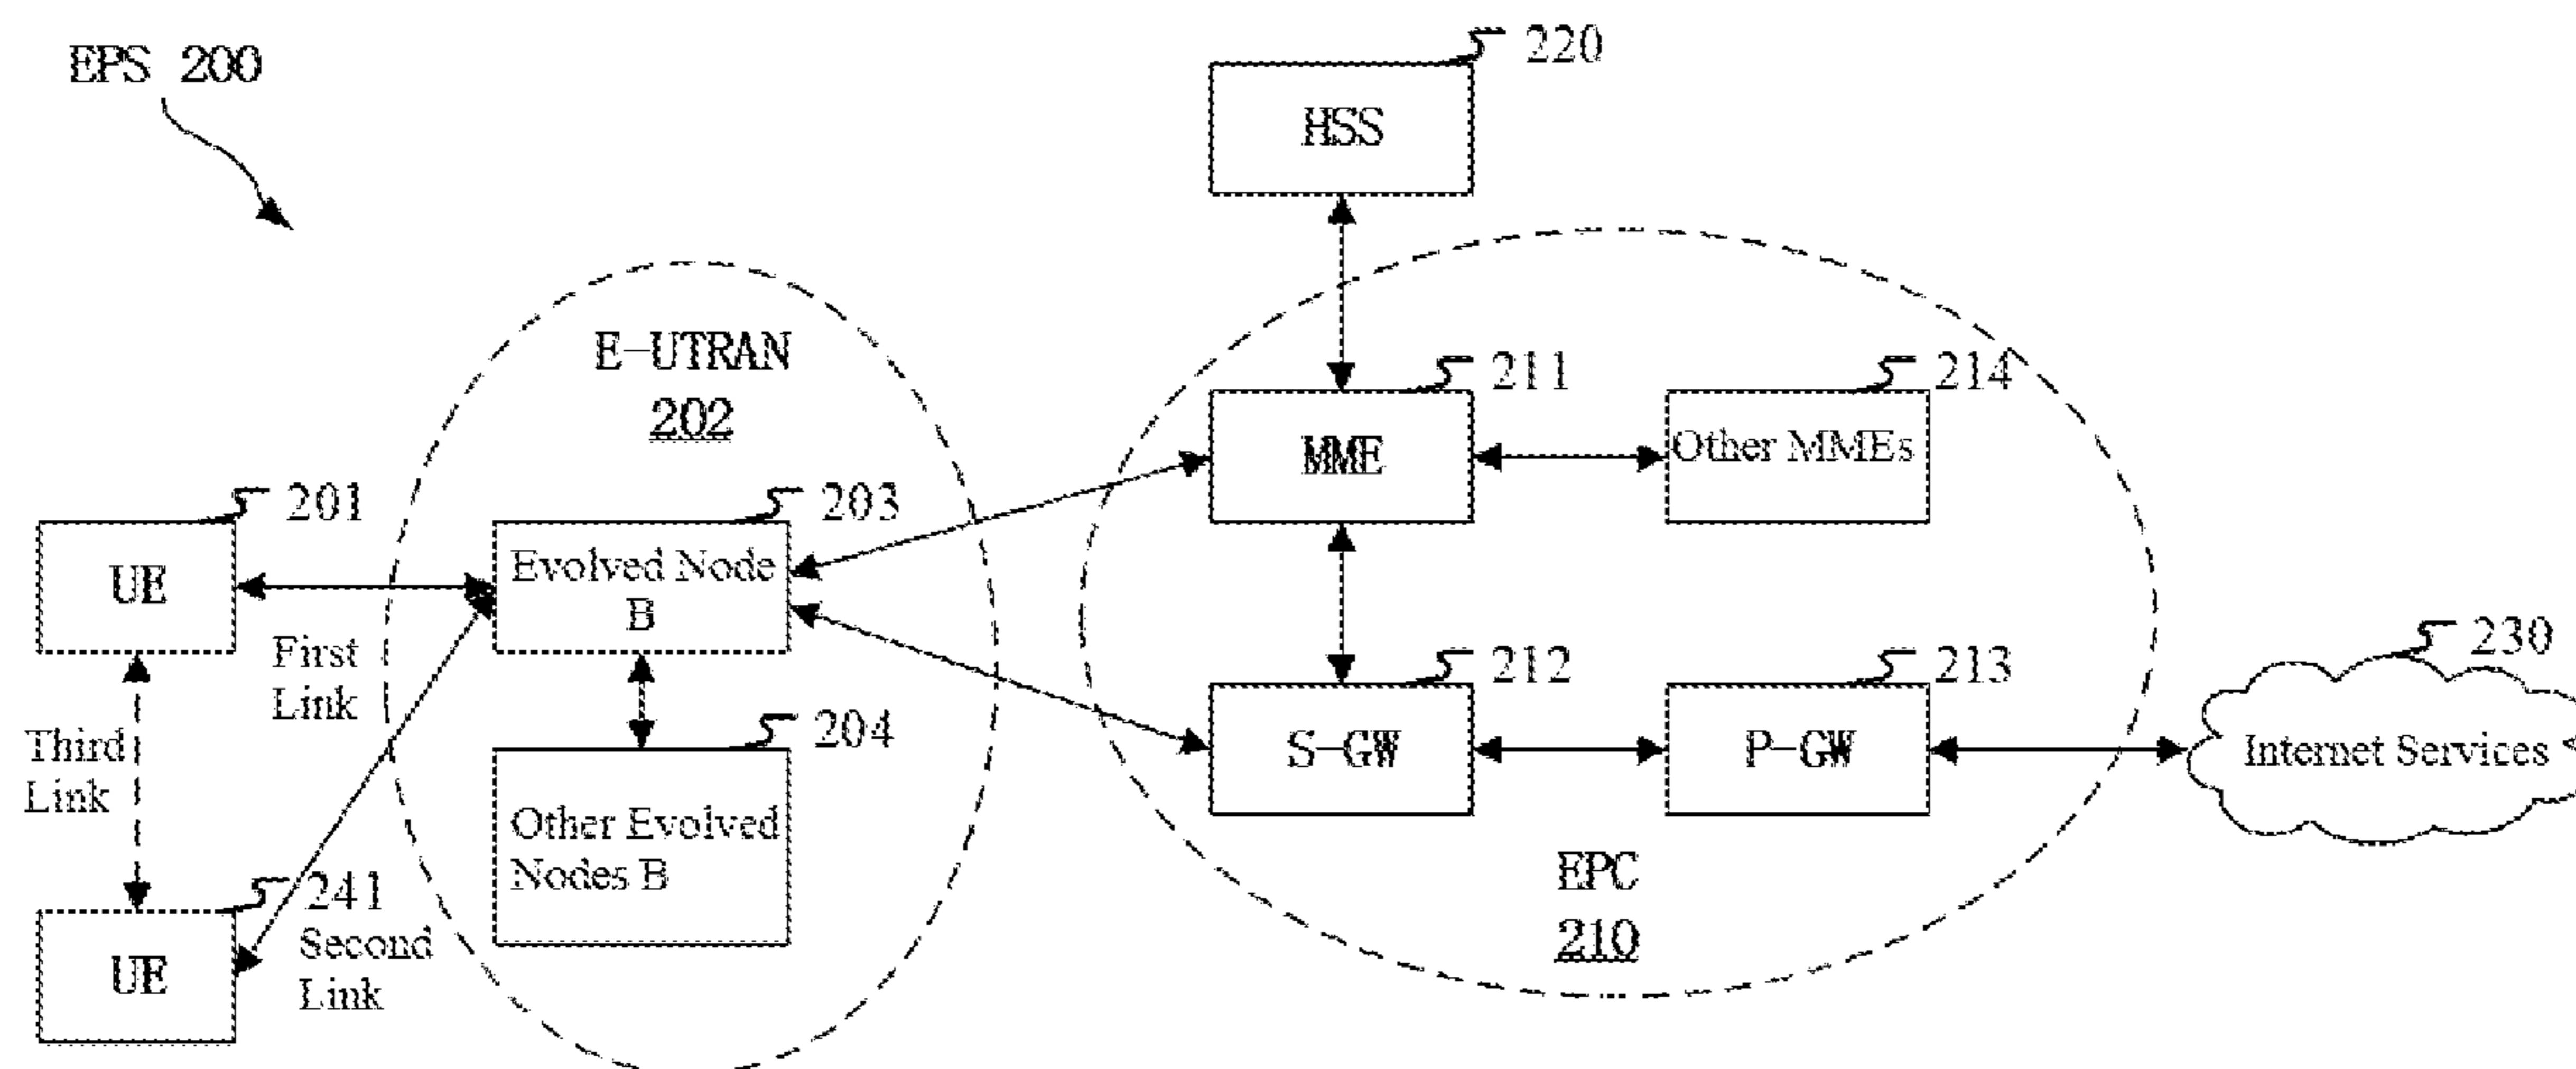 EPS 200
220
HSS
E-UTRAN
202
211
214
MME
Other MMEs
201
203
UE
Evolved Node
B
First
Link
212
213
230
Third
Link
204
S-GW
P-GW
Internet Services
Other Evolved
Nodes B
241
EPC
210
UE
Second
Link